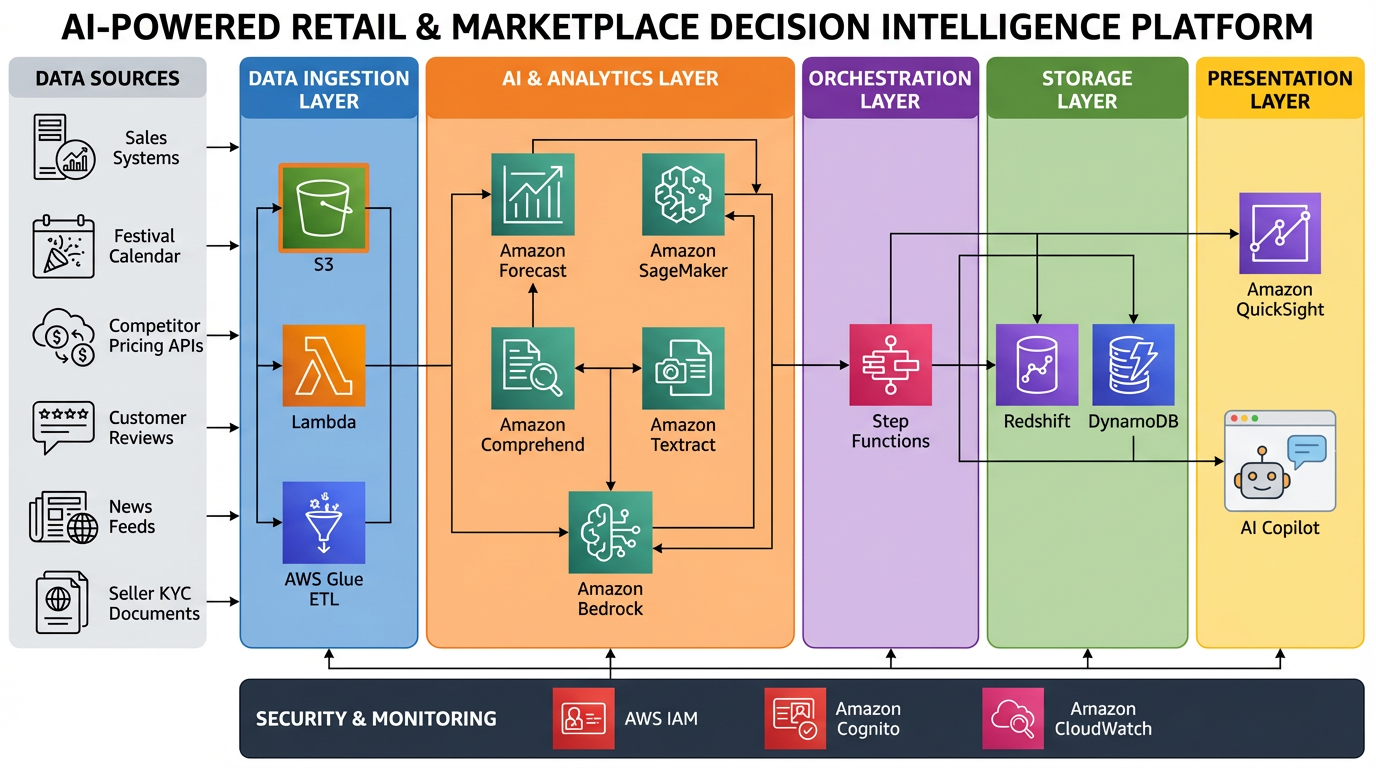 AI-POWERED RETAIL & MARKETPLACE DECISION INTELLIGENCE PLATFORM
DATA SOURCES
Sales
Systems
Festival
Calendar
Competitor
Pricing APIs
Customer
Reviews
News
Feeds
Seller KYC
Documents
DATA INGESTION
LAYER
S3
Lambda
AWS Glue
ETL
AI & ANALYTICS LAYER
Amazon
Forecast
Amazon
SageMaker
Amazon
Comprehend
Amazon
Textract
Amazon
Bedrock
ORCHESTRATION
LAYER
Step
Functions
STORAGE
LAYER
Redshift
DynamoDB
PRESENTATION
LAYER
Amazon
QuickSight
AI Copilot
SECURITY & MONITORING
AWS IAM
Amazon
Cognito
Amazon
CloudWatch